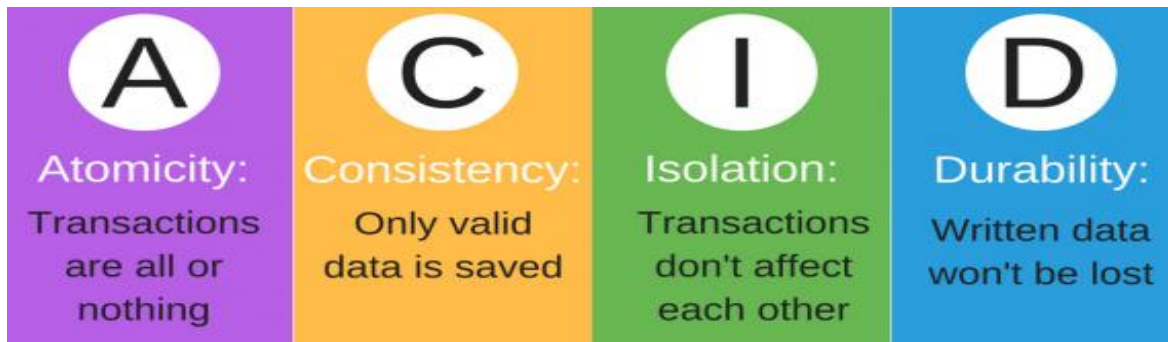 A
Atomicity:
Transactions
are all or
nothing
C
Consistency:
Only valid
data is saved
I
Isolation:
Transactions
don't affect
each other
D
Durability:
Written data
won't be lost